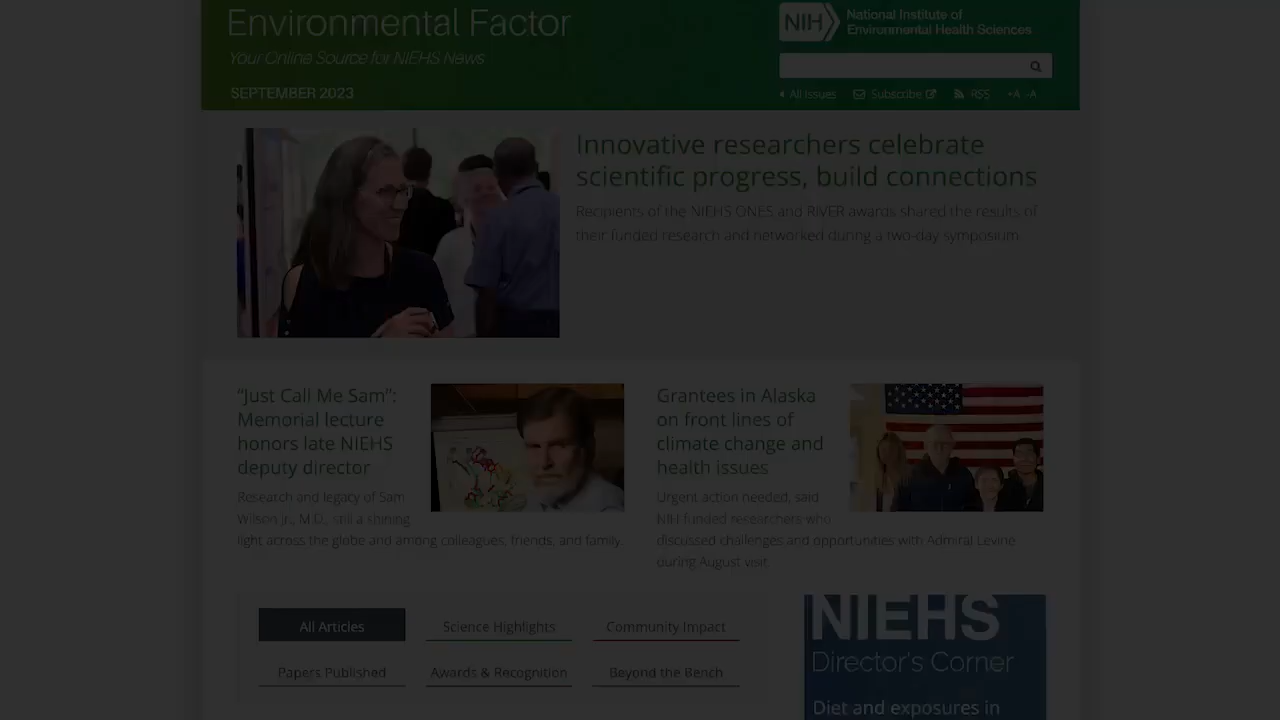 Environmental Factor
Your Online Source for NIEHS News
SEPTEMBER 2023
NIH
National Institute of
Environmental Health Sciences
All Issues
Subscribe
RSS
+A -A
Innovative researchers celebrate
scientific progress, build connections
Recipients of the NIEHS ONES and RIVER awards shared the results of
their funded research and networked during a two-day symposium.
“Just Call Me Sam”:
Memorial lecture
honors late NIEHS
deputy director
Research and legacy of Sam
Wilson Jr., M.D., still a shining
light across the globe and among colleagues, friends, and family.
Grantees in Alaska
on front lines of
climate change and
health issues
Urgent action needed, said
NIH-funded researchers who
discussed challenges and opportunities with Admiral Levine
during August visit.
All Articles
Science Highlights
Community Impact
Papers Published
Awards & Recognition
Beyond the Bench
NIEHS
Director's Corner
Diet and exposures in